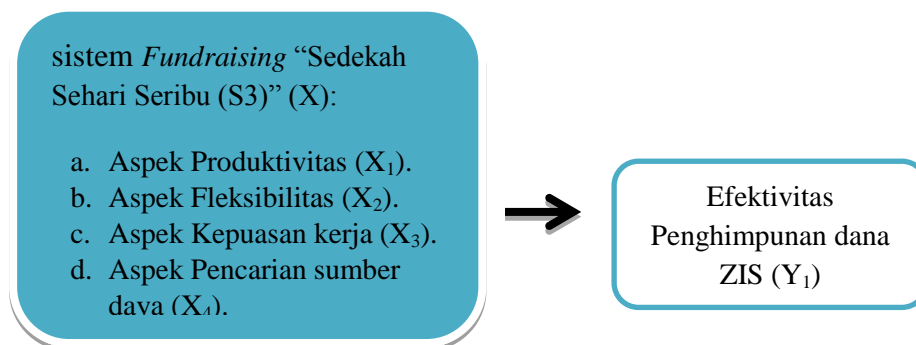 sistem Fundraising “Sedekah
Sehari Seribu (S3)” (X):
a. Aspek Produktivitas (X₁).
b. Aspek Fleksibilitas (X₂).
c. Aspek Kepuasan kerja (X₃).
d. Aspek Pencarian sumber
daya (X₄).
Efektivitas
Penghimpunan dana
ZIS (Y₁)